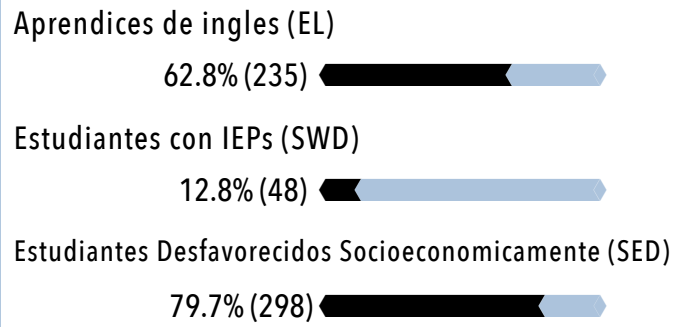 Aprendices de ingles (EL)
62.8% (235)
Estudiantes con IEPs (SWD)
12.8% (48)
Estudiantes Desfavorecidos Socioeconomicamente (SED)
79.7% (298)